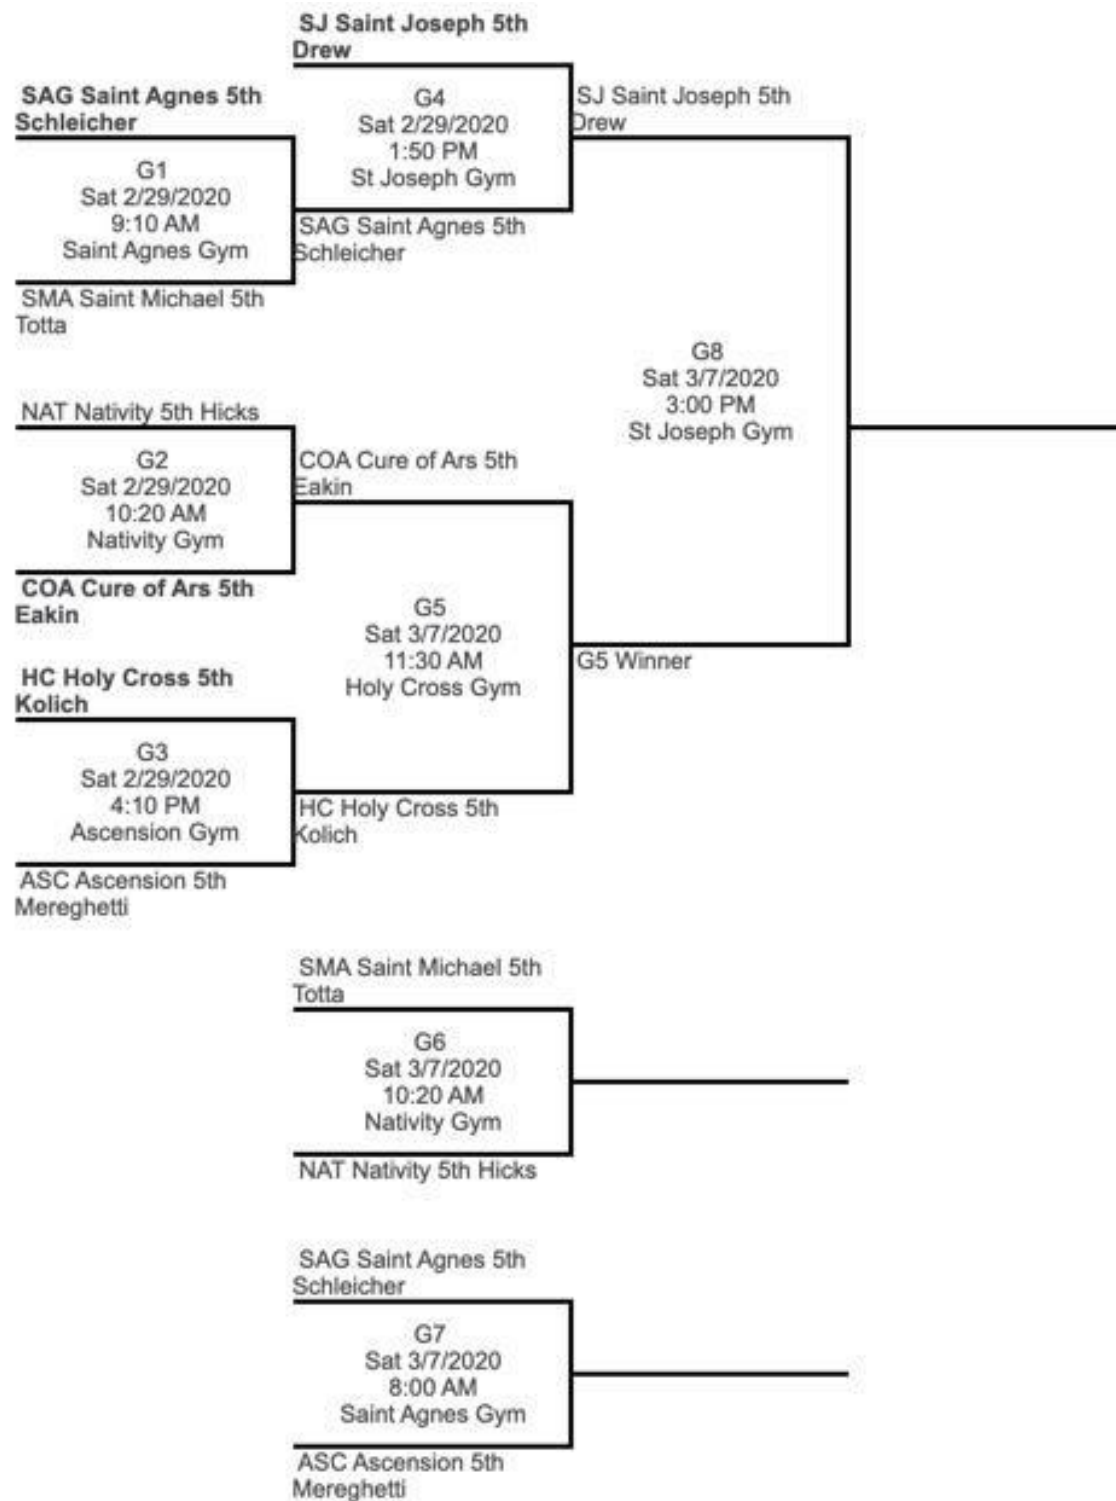 SJ Saint Joseph 5th
Drew
SAG Saint Agnes 5th
Schleicher
G4
Sat 2/29/2020
1:50 PM
St Joseph Gym
SJ Saint Joseph 5th
Drew
G1
Sat 2/29/2020
9:10 AM
Saint Agnes Gym
SAG Saint Agnes 5th
Schleicher
SMA Saint Michael 5th
Totta
G8
Sat 3/7/2020
3:00 PM
St Joseph Gym
NAT Nativity 5th Hicks
G2
Sat 2/29/2020
10:20 AM
Nativity Gym
COA Cure of Ars 5th
Eakin
COA Cure of Ars 5th
Eakin
G5
Sat 3/7/2020
11:30 AM
Holy Cross Gym
G5 Winner
HC Holy Cross 5th
Kolich
G3
Sat 2/29/2020
4:10 PM
Ascension Gym
HC Holy Cross 5th
Kolich
ASC Ascension 5th
Mereghetti
SMA Saint Michael 5th
Totta
G6
Sat 3/7/2020
10:20 AM
Nativity Gym
NAT Nativity 5th Hicks
SAG Saint Agnes 5th
Schleicher
G7
Sat 3/7/2020
8:00 AM
Saint Agnes Gym
ASC Ascension 5th
Mereghetti